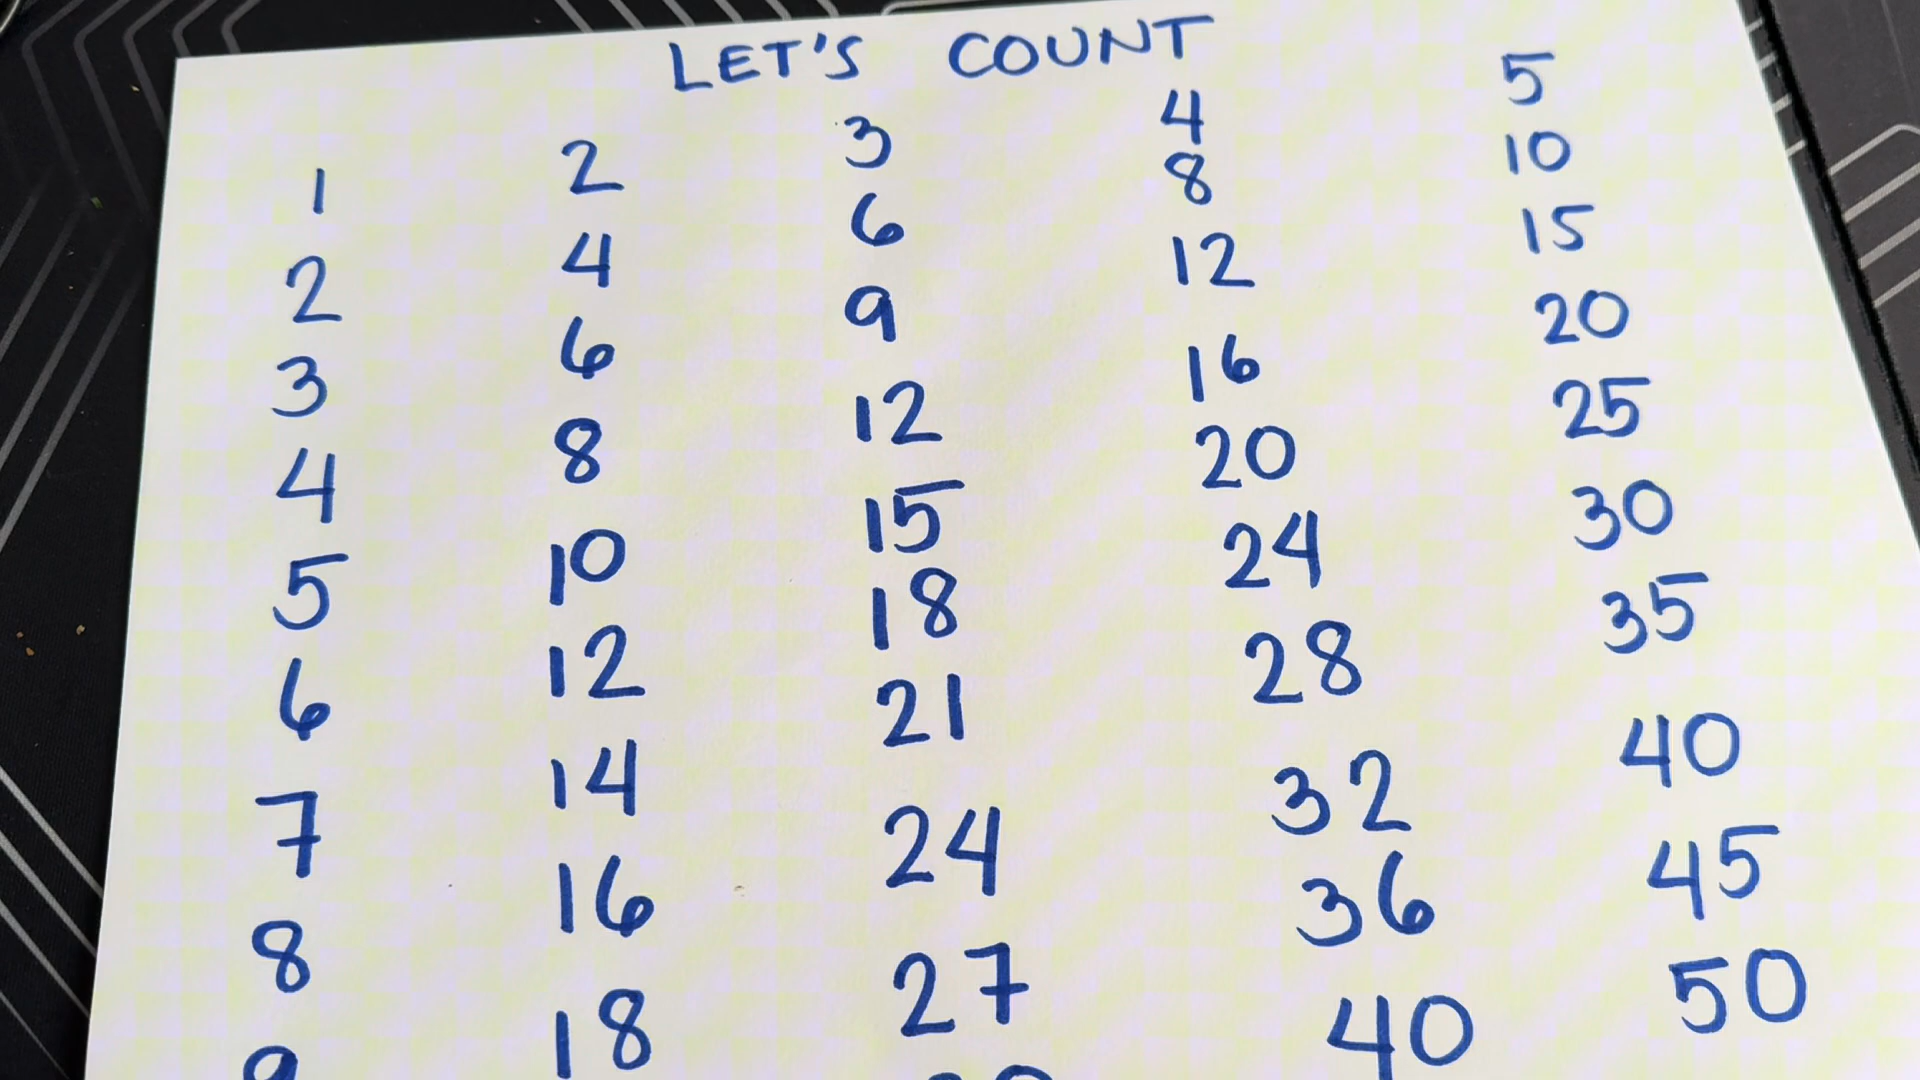 LET'S COUNT
1 2 3 4 5
2 4 6 8 10
3 6 9 12 15
4 8 12 16 20
5 10 15 20 25
6 12 18 24 30
7 14 21 28 35
8 16 24 32 40
9 18 27 36 45
40 50